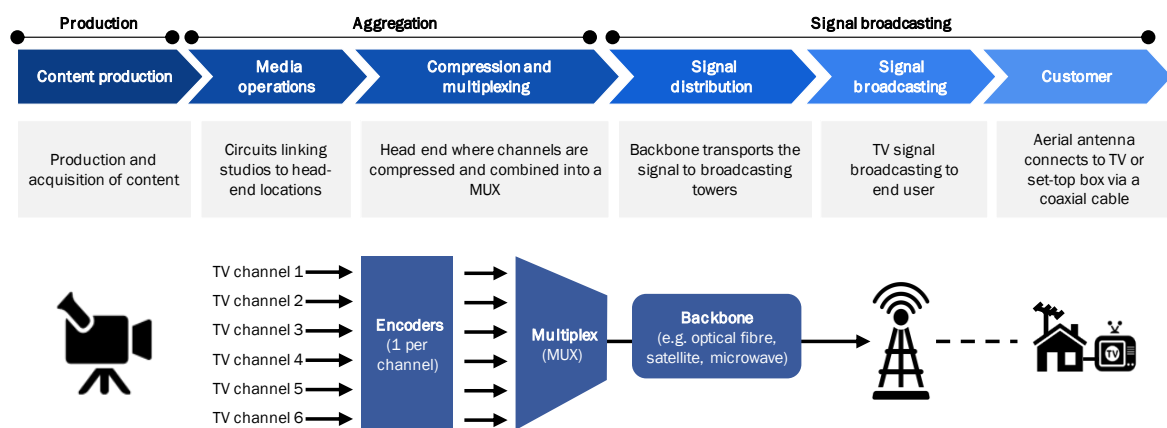 Production
Aggregation
Signal broadcasting
Content production
Media
operations
Compression and
multiplexing
Signal
distribution
Signal
broadcasting
Customer
Production and
acquisition of content
Circuits linking
studios to head-
end locations
Head end where channels are
compressed and combined into a
MUX
Backbone transports the
signal to broadcasting
towers
TV signal
broadcasting to
end user
Aerial antenna
connects to TV or
set-top box via a
coaxial cable
TV channel 1
TV channel 2
TV channel 3
TV channel 4
TV channel 5
TV channel 6
Encoders
(1 per
channel)
Multiplex
(MUX)
Backbone
(e.g. optical fibre,
satellite, microwave)
TV